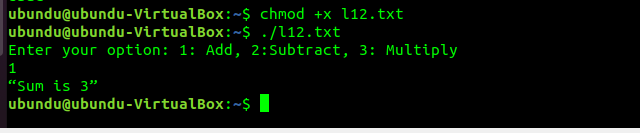 ubundu@ubundu-VirtualBox:~$ chmod +x l12.txt
ubundu@ubundu-VirtualBox:~$ ./l12.txt
Enter your option: 1: Add, 2:Subtract, 3: Multiply
1
“Sum is 3”
ubundu@ubundu-VirtualBox:~$